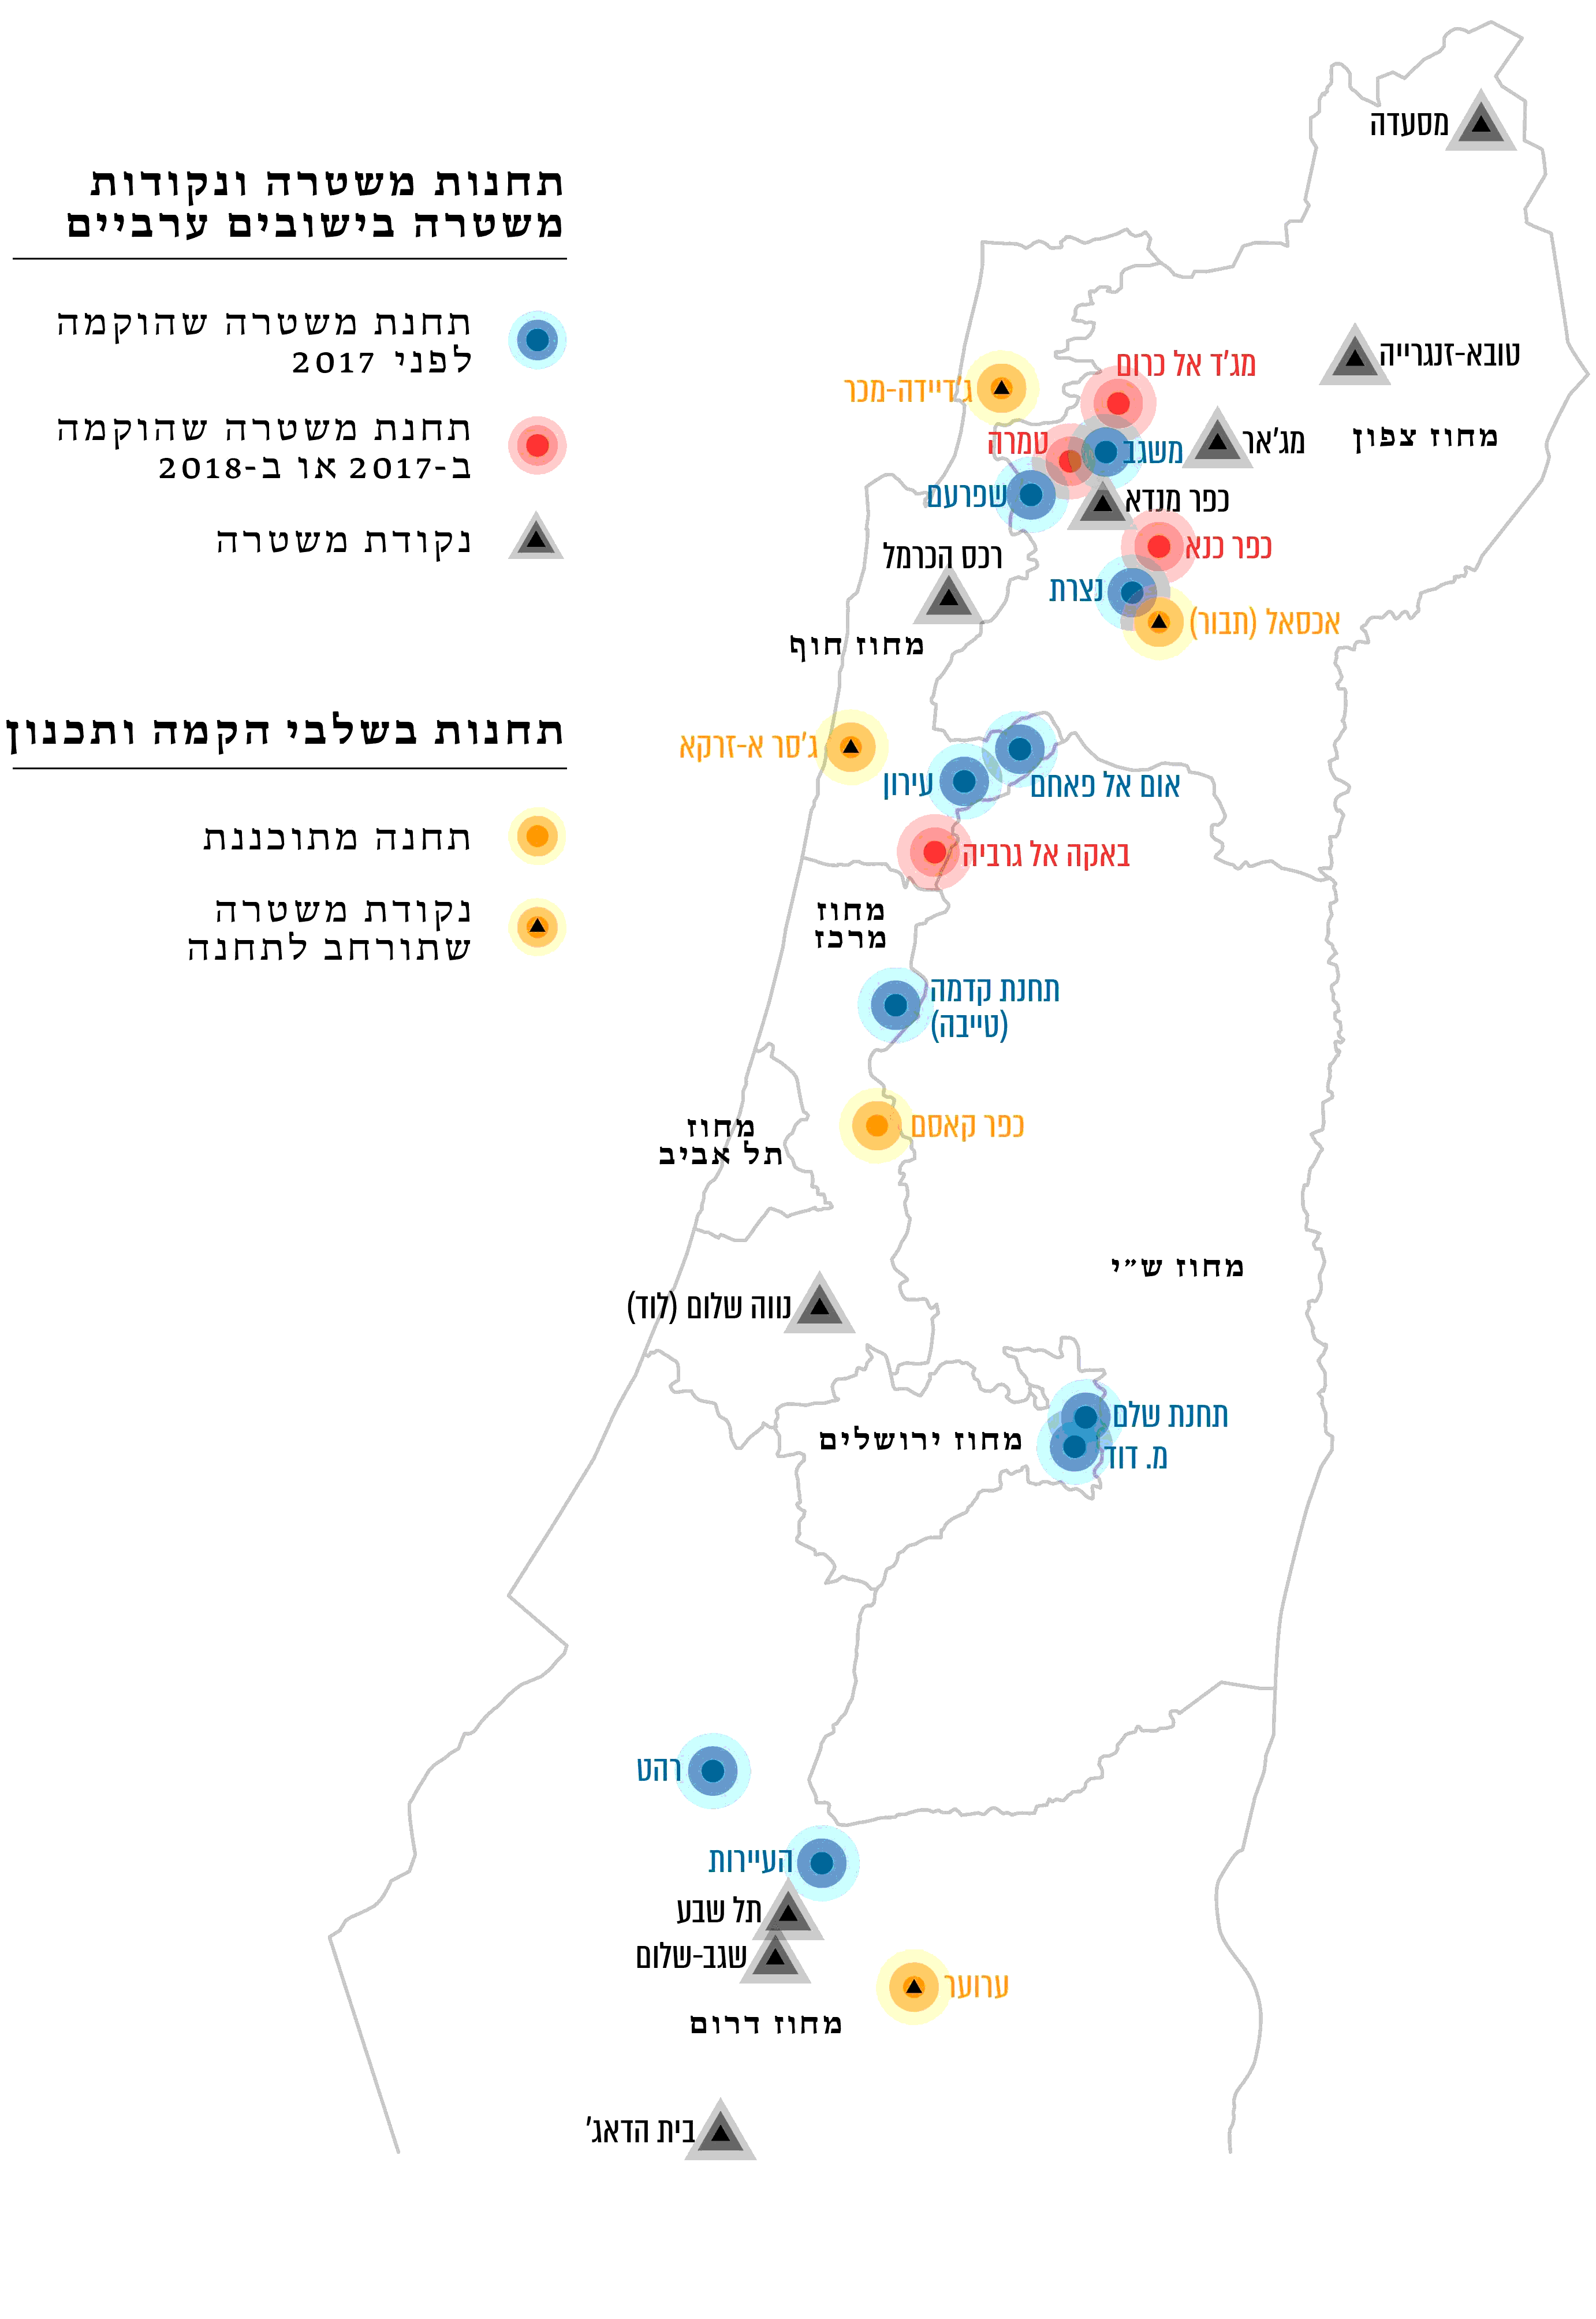 תחנות משטרה ונקודות
משטרה בישובים ערביים
תחנת משטרה שהוקמה
לפני 2017
תחנת משטרה שהוקמה
ב-2017 או ב-2018
נקודת משטרה
תחנות בשלבי הקמה ותכנון
תחנה מתוכננת
נקודת משטרה
שתורחב לתחנה
מסעדה
טובא-זנגרייה
מג'ד אל כרום
ג'דיידה-מכר
מחוז צפון
מג'אר
טמרה
משגב
שפרעם
כפר מנדא
כפר כנא
רכס הכרמל
נצרת
אכסאל (תבור)
מחוז חוף
ג'סר א-זרקא
עירון
אום אל פאחם
באקה אל גרביה
מחוז
מרכז
תחנת קדמה
(טייבה)
כפר קאסם
מחוז
תל אביב
מחוז ש״י
נווה שלום (לוד)
תחנת שלם
מחוז ירושלים
מ. דוד
רהט
העיירות
תל שבע
שגב-שלום
ערוער
מחוז דרום
בית הדאג'